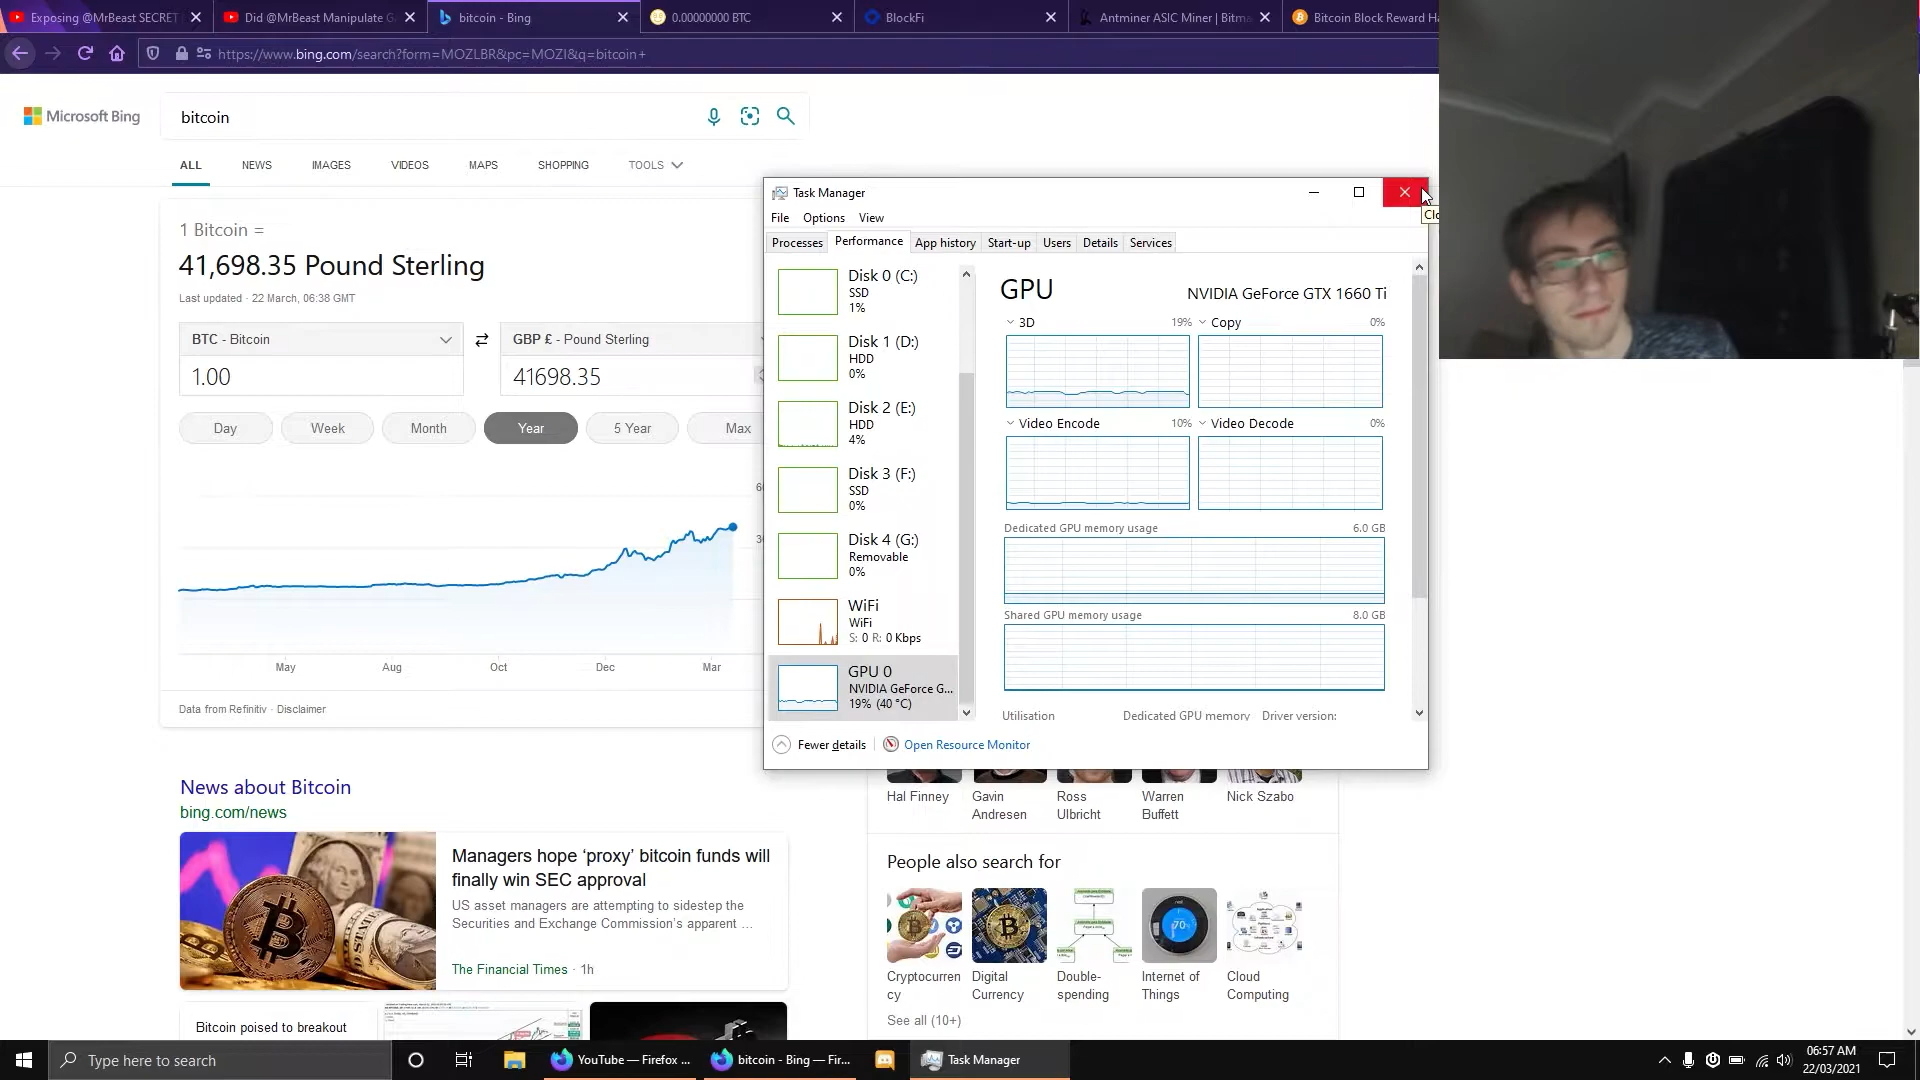 Exposing @MrBeast SECRET
Did @MrBeast Manipulate G
bitcoin - Bing
0.00000000 BTC
BlockFi
Antminer ASIC Miner | Bitma
Bitcoin Block Reward Ha
https://www.bing.com/search?form=MOZLBR&pc=MOZI&q=bitcoin+
Microsoft Bing
bitcoin
ALL
NEWS
IMAGES
VIDEOS
MAPS
SHOPPING
TOOLS
1 Bitcoin =
41,698.35 Pound Sterling
Last updated · 22 March, 06:38 GMT
BTC - Bitcoin
GBP £ - Pound Sterling
1.00
41698.35
Day
Week
Month
Year
5 Year
Max
May
Aug
Oct
Dec
Mar
Data from Refinitiv · Disclaimer
Task Manager
Clo
File
Options
View
Processes
Performance
App history
Start-up
Users
Details
Services
Disk 0 (C:)
SSD
1%
Disk 1 (D:)
HDD
0%
Disk 2 (E:)
HDD
4%
Disk 3 (F:)
SSD
0%
Disk 4 (G:)
Removable
0%
WiFi
WiFi
S: 0 R: 0 Kbps
GPU 0
NVIDIA GeForce G...
19% (40 °C)
GPU
NVIDIA GeForce GTX 1660 Ti
3D
19%
Copy
0%
Video Encode
10%
Video Decode
0%
Dedicated GPU memory usage
6.0 GB
Shared GPU memory usage
8.0 GB
Utilisation
Dedicated GPU memory
Driver version:
Fewer details
Open Resource Monitor
News about Bitcoin
bing.com/news
Managers hope ‘proxy’ bitcoin funds will
finally win SEC approval
US asset managers are attempting to sidestep the
Securities and Exchange Commission’s apparent ...
The Financial Times · 1h
Bitcoin poised to breakout
Hal Finney
Gavin
Andresen
Ross
Ulbricht
Warren
Buffett
Nick Szabo
People also search for
Cryptocurren
cy
Digital
Currency
Double-
spending
Internet of
Things
Cloud
Computing
See all (10+)
Type here to search
YouTube — Firefox ...
bitcoin - Bing — Fir...
Task Manager
06:57 AM
22/03/2021